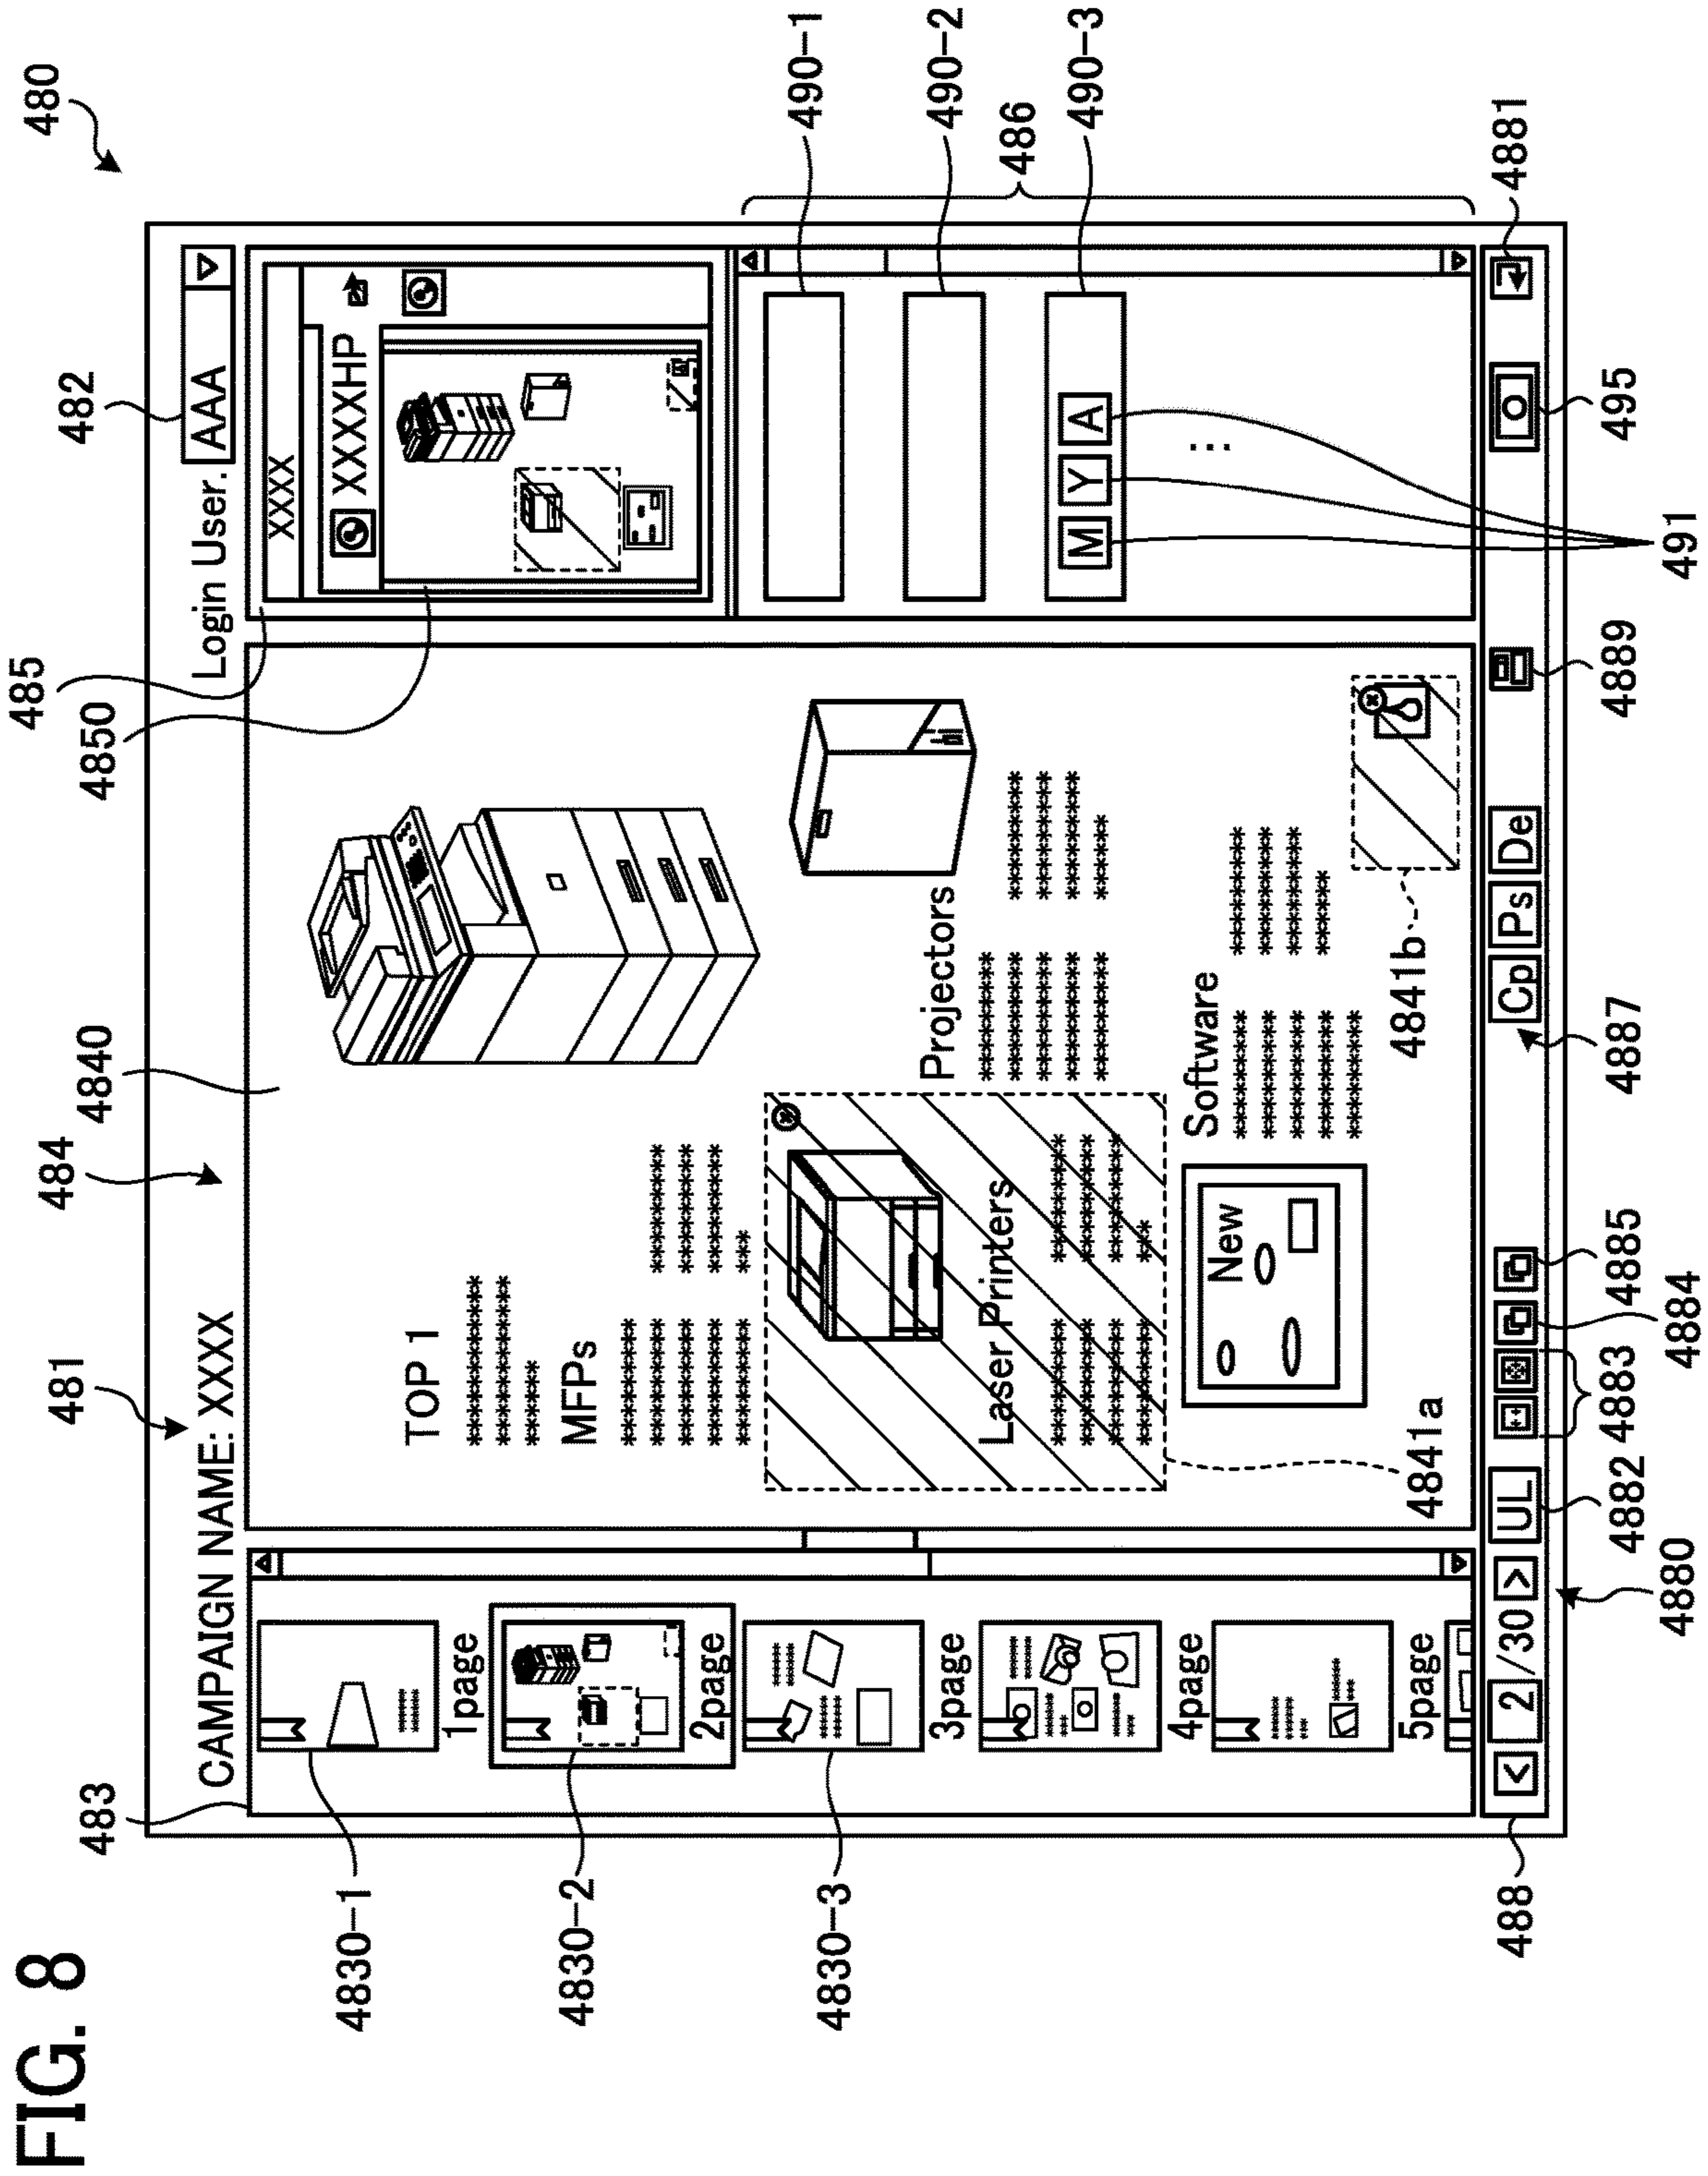 FIG. 8
480
481
482
CAMPAIGN NAME: XXXX
Login User.
AAA
483
484
4840
485
4850
4830-1
4830-2
4830-3
1page
2page
3page
4page
5page
TOP 1
MFPs
Laser Printers
Projectors
Software
New
4841a
4841b
XXXX
XXXXHP
486
490-1
490-2
490-3
M Y A
...
491
< 2 /30 > UL
Cp Ps De
488
4880
4882
4883
4884
4885
4887
4889
495
4881